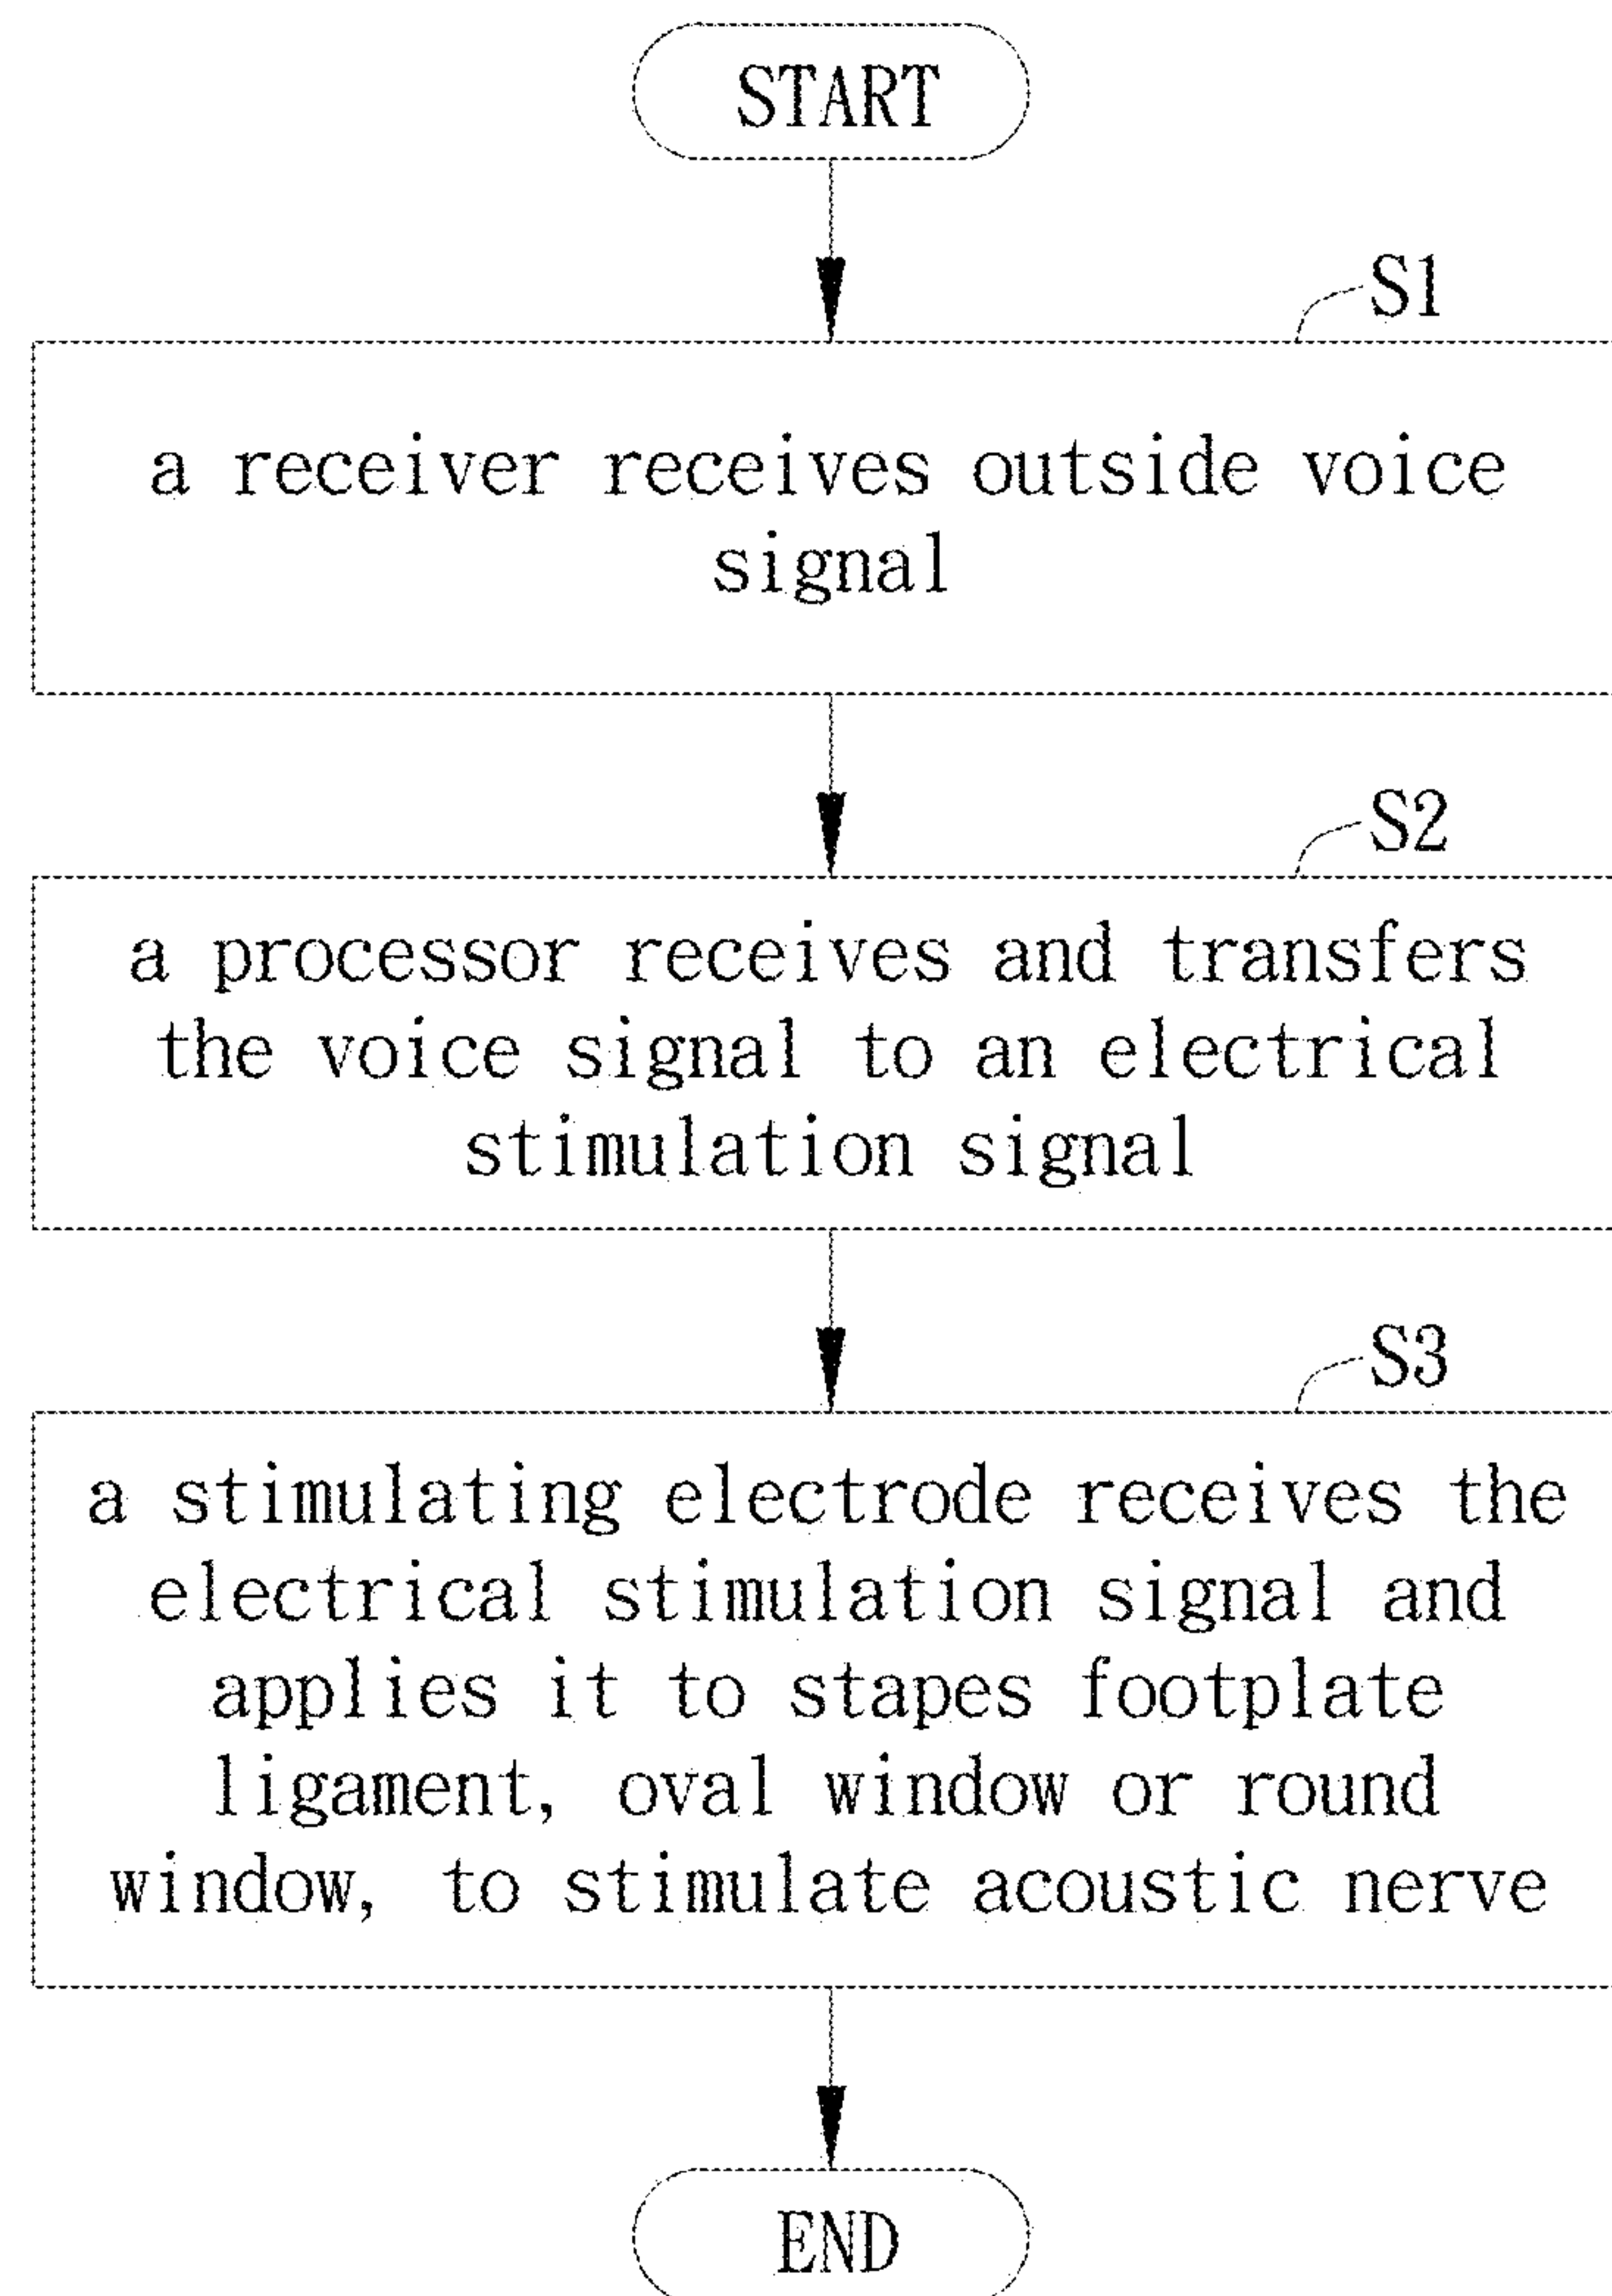 START
S1
a receiver receives outside voice
signal
S2
a processor receives and transfers
the voice signal to an electrical
stimulation signal
S3
a stimulating electrode receives the
electrical stimulation signal and
applies it to stapes footplate
ligament, oval window or round
window, to stimulate acoustic nerve
END